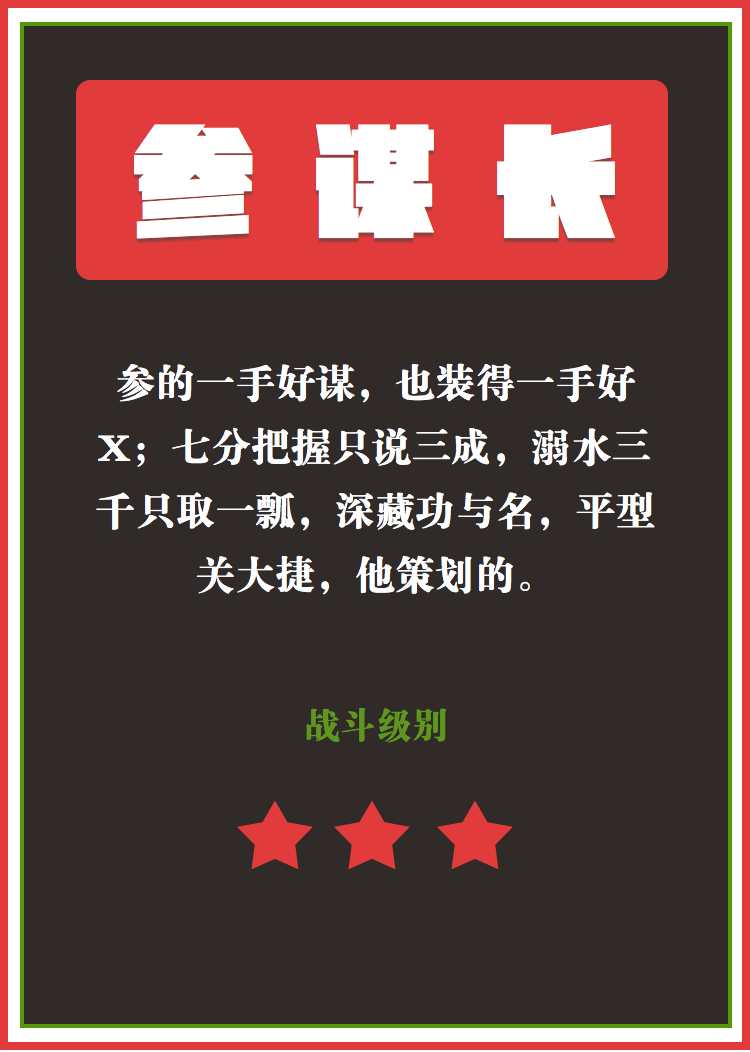 参谋长
参的一手好谋，也装得一手好
X；七分把握只说三成，溺水三
千只取一瓢，深藏功与名，平型
关大捷，他策划的。
战斗级别